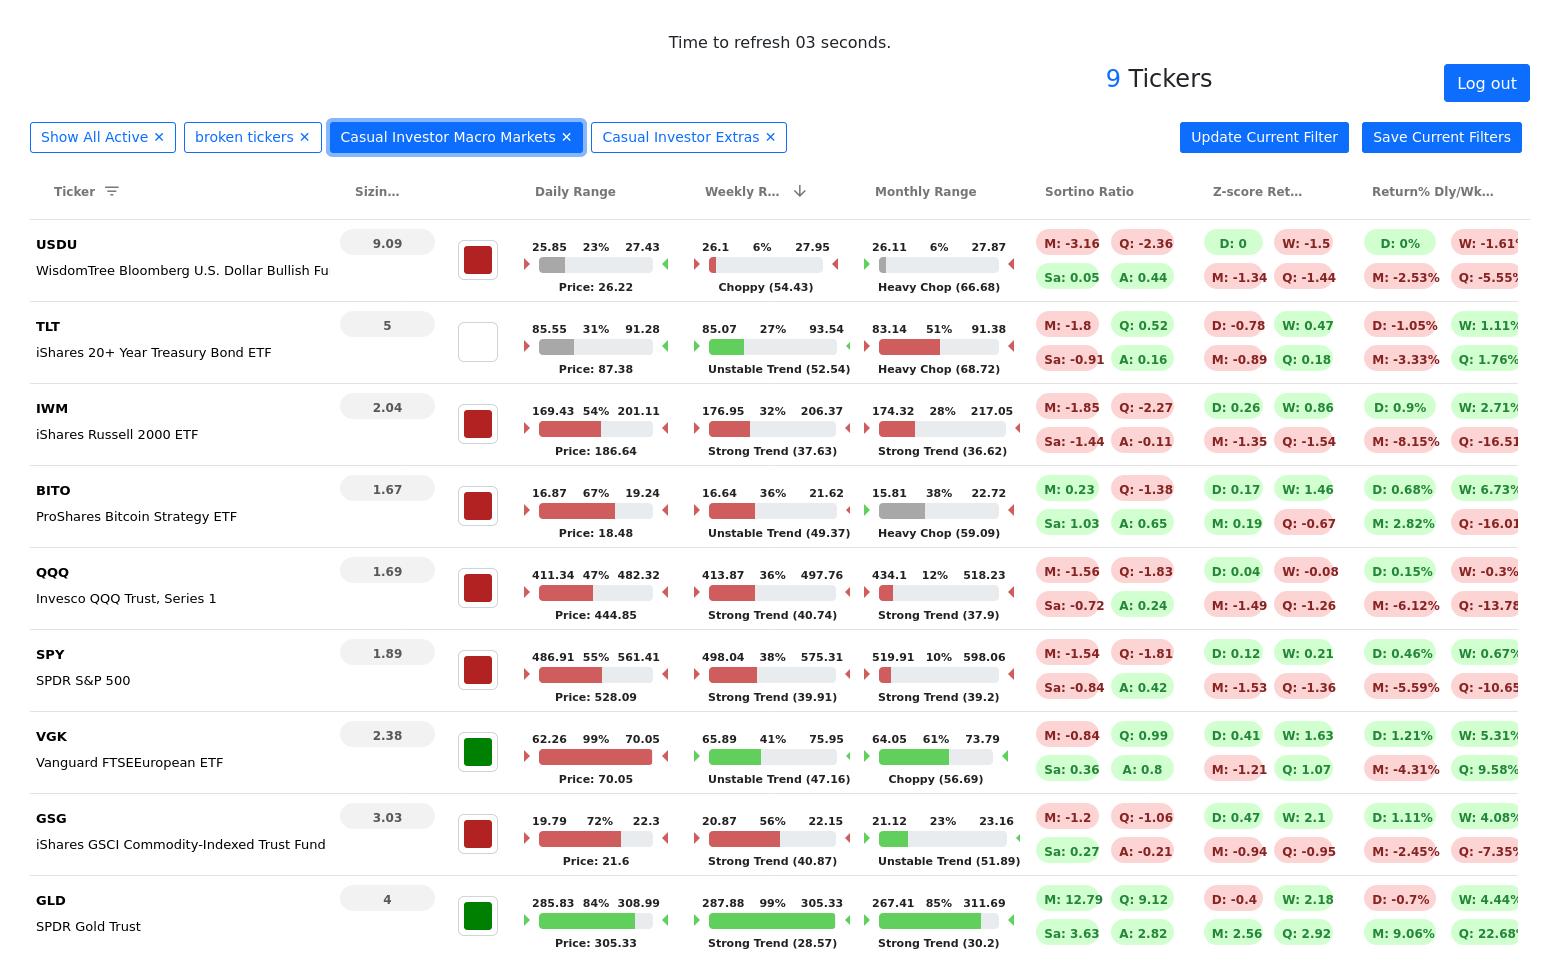 Time to refresh 03 seconds.
9 Tickers
Log out
Show All Active ✕ broken tickers ✕ Casual Investor Macro Markets ✕ Casual Investor Extras ✕ Update Current Filter Save Current Filters
Ticker Sizin... Daily Range Weekly R... Monthly Range Sortino Ratio Z-score Ret... Return% Dly/Wk...
USDU 9.09 25.85 23% 27.43 26.1 6% 27.95 26.11 6% 27.87 M: -3.16 Q: -2.36 D: 0 W: -1.5 D: 0% W: -1.61%
WisdomTree Bloomberg U.S. Dollar Bullish Fu Price: 26.22 Choppy (54.43) Heavy Chop (66.68) Sa: 0.05 A: 0.44 M: -1.34 Q: -1.44 M: -2.53% Q: -5.55%
TLT 5 85.55 31% 91.28 85.07 27% 93.54 83.14 51% 91.38 M: -1.8 Q: 0.52 D: -0.78 W: 0.47 D: -1.05% W: 1.11%
iShares 20+ Year Treasury Bond ETF Price: 87.38 Unstable Trend (52.54) Heavy Chop (68.72) Sa: -0.91 A: 0.16 M: -0.89 Q: 0.18 M: -3.33% Q: 1.76%
IWM 2.04 169.43 54% 201.11 176.95 32% 206.37 174.32 28% 217.05 M: -1.85 Q: -2.27 D: 0.26 W: 0.86 D: 0.9% W: 2.71%
iShares Russell 2000 ETF Price: 186.64 Strong Trend (37.63) Strong Trend (36.62) Sa: -1.44 A: -0.11 M: -1.35 Q: -1.54 M: -8.15% Q: -16.51
BITO 1.67 16.87 67% 19.24 16.64 36% 21.62 15.81 38% 22.72 M: 0.23 Q: -1.38 D: 0.17 W: 1.46 D: 0.68% W: 6.73%
ProShares Bitcoin Strategy ETF Price: 18.48 Unstable Trend (49.37) Heavy Chop (59.09) Sa: 1.03 A: 0.65 M: 0.19 Q: -0.67 M: 2.82% Q: -16.01
QQQ 1.69 411.34 47% 482.32 413.87 36% 497.76 434.1 12% 518.23 M: -1.56 Q: -1.83 D: 0.04 W: -0.08 D: 0.15% W: -0.3%
Invesco QQQ Trust, Series 1 Price: 444.85 Strong Trend (40.74) Strong Trend (37.9) Sa: -0.72 A: 0.24 M: -1.49 Q: -1.26 M: -6.12% Q: -13.78
SPY 1.89 486.91 55% 561.41 498.04 38% 575.31 519.91 10% 598.06 M: -1.54 Q: -1.81 D: 0.12 W: 0.21 D: 0.46% W: 0.67%
SPDR S&P 500 Price: 528.09 Strong Trend (39.91) Strong Trend (39.2) Sa: -0.84 A: 0.42 M: -1.53 Q: -1.36 M: -5.59% Q: -10.65
VGK 2.38 62.26 99% 70.05 65.89 41% 75.95 64.05 61% 73.79 M: -0.84 Q: 0.99 D: 0.41 W: 1.63 D: 1.21% W: 5.31%
Vanguard FTSEEuropean ETF Price: 70.05 Unstable Trend (47.16) Choppy (56.69) Sa: 0.36 A: 0.8 M: -1.21 Q: 1.07 M: -4.31% Q: 9.58%
GSG 3.03 19.79 72% 22.3 20.87 56% 22.15 21.12 23% 23.16 M: -1.2 Q: -1.06 D: 0.47 W: 2.1 D: 1.11% W: 4.08%
iShares GSCI Commodity-Indexed Trust Fund Price: 21.6 Strong Trend (40.87) Unstable Trend (51.89) Sa: 0.27 A: -0.21 M: -0.94 Q: -0.95 M: -2.45% Q: -7.35%
GLD 4 285.83 84% 308.99 287.88 99% 305.33 267.41 85% 311.69 M: 12.79 Q: 9.12 D: -0.4 W: 2.18 D: -0.7% W: 4.44%
SPDR Gold Trust Price: 305.33 Strong Trend (28.57) Strong Trend (30.2) Sa: 3.63 A: 2.82 M: 2.56 Q: 2.92 M: 9.06% Q: 22.68%